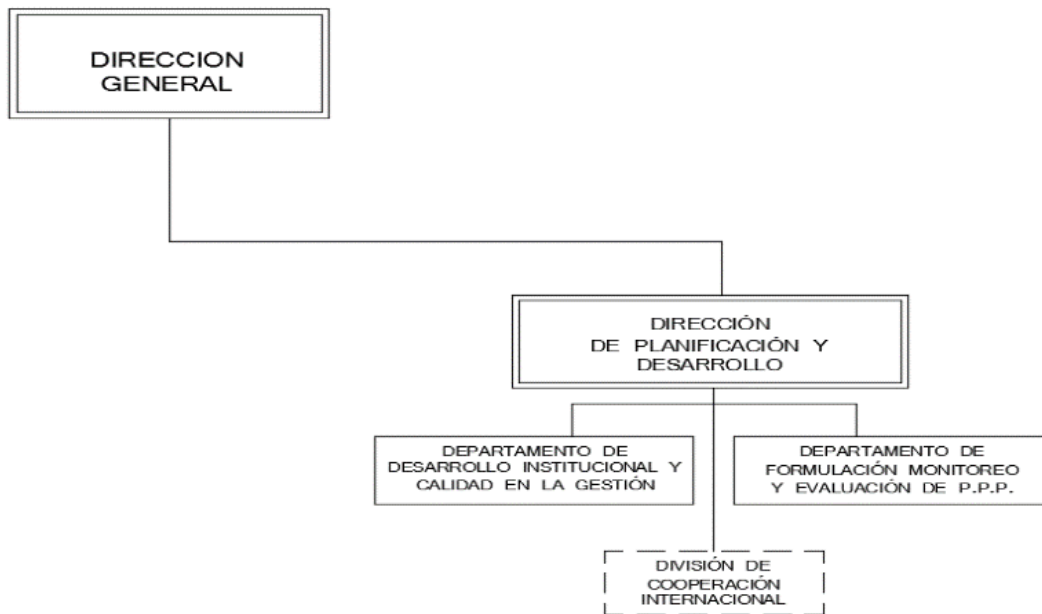 DIRECCION
GENERAL
DIRECCIÓN
DE PLANIFICACIÓN Y
DESARROLLO
DEPARTAMENTO DE
DESARROLLO INSTITUCIONAL Y
CALIDAD EN LA GESTIÓN
DEPARTAMENTO DE
FORMULACIÓN MONITOREO
Y EVALUACIÓN DE P.P.P.
DIVISIÓN DE
COOPERACIÓN
INTERNACIONAL